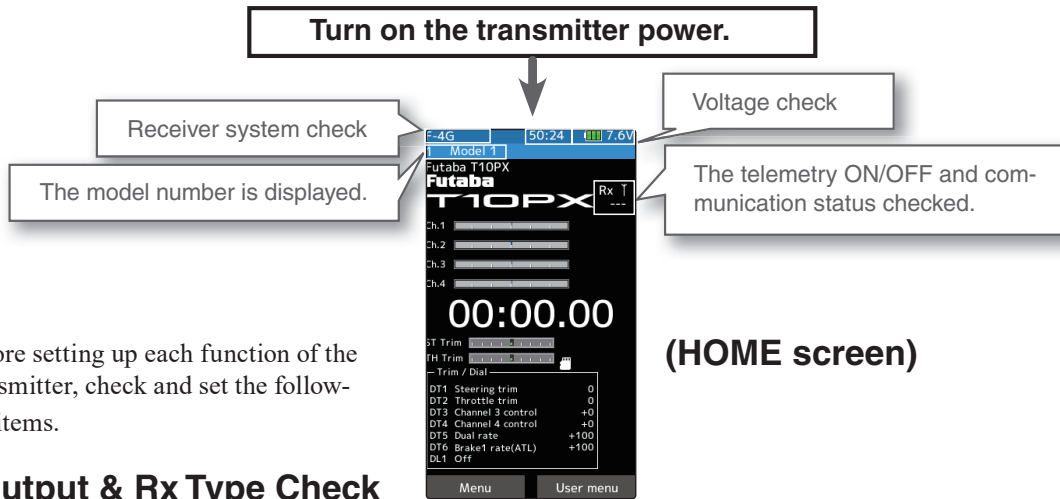 Turn on the transmitter power.
Receiver system check
Voltage check
The model number is displayed.
The telemetry ON/OFF and com-
munication status checked.
F-4G 50:24 7.6V
1 Model 1
Futaba T10PX
Futaba
T10PX
Rx
---
Ch.1
Ch.2
Ch.3
Ch.4
00:00.00
ST Trim
TH Trim
Trim / Dial
DT1 Steering trim 0
DT2 Throttle trim 0
DT3 Channel 3 control +0
DT4 Channel 4 control +0
DT5 Dual rate +100
DT6 Brake1 rate(ATL) +100
DL1 Off
Menu User menu
(HOME screen)
ore setting up each function of the
smitter, check and set the follow-
items.
utput & Rx Type Check